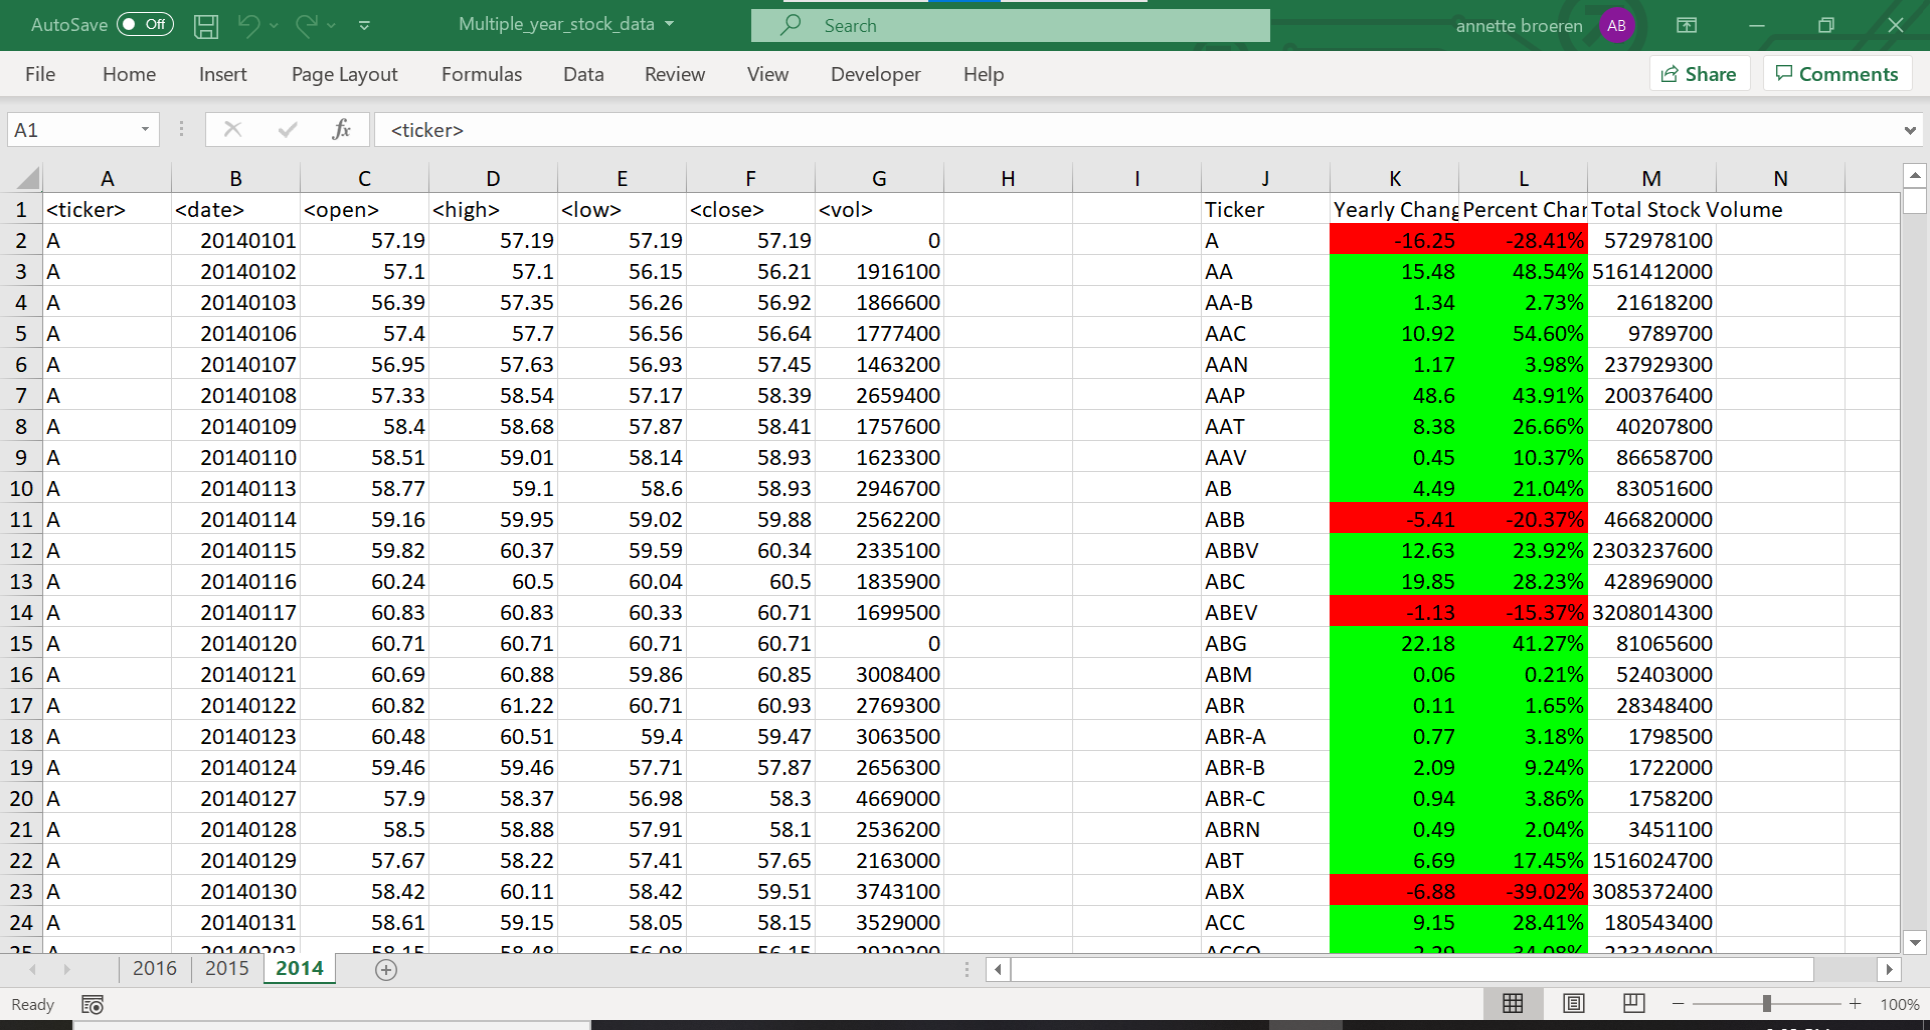 AutoSave Off Multiple_year_stock_data Search annette broeren AB
File Home Insert Page Layout Formulas Data Review View Developer Help Share Comments
A1 fx <ticker>
A B C D E F G H I J K L M N
1 <ticker> <date> <open> <high> <low> <close> <vol> Ticker Yearly Chang Percent Char Total Stock Volume
2 A 20140101 57.19 57.19 57.19 57.19 0 A -16.25 -28.41% 572978100
3 A 20140102 57.1 57.1 56.15 56.21 1916100 AA 15.48 48.54% 5161412000
4 A 20140103 56.39 57.35 56.26 56.92 1866600 AA-B 1.34 2.73% 21618200
5 A 20140106 57.4 57.7 56.56 56.64 1777400 AAC 10.92 54.60% 9789700
6 A 20140107 56.95 57.63 56.93 57.45 1463200 AAN 1.17 3.98% 237929300
7 A 20140108 57.33 58.54 57.17 58.39 2659400 AAP 48.6 43.91% 200376400
8 A 20140109 58.4 58.68 57.87 58.41 1757600 AAT 8.38 26.66% 40207800
9 A 20140110 58.51 59.01 58.14 58.93 1623300 AAV 0.45 10.37% 86658700
10 A 20140113 58.77 59.1 58.6 58.93 2946700 AB 4.49 21.04% 83051600
11 A 20140114 59.16 59.95 59.02 59.88 2562200 ABB -5.41 -20.37% 466820000
12 A 20140115 59.82 60.37 59.59 60.34 2335100 ABBV 12.63 23.92% 2303237600
13 A 20140116 60.24 60.5 60.04 60.5 1835900 ABC 19.85 28.23% 428969000
14 A 20140117 60.83 60.83 60.33 60.71 1699500 ABEV -1.13 -15.37% 3208014300
15 A 20140120 60.71 60.71 60.71 60.71 0 ABG 22.18 41.27% 81065600
16 A 20140121 60.69 60.88 59.86 60.85 3008400 ABM 0.06 0.21% 52403000
17 A 20140122 60.82 61.22 60.71 60.93 2769300 ABR 0.11 1.65% 28348400
18 A 20140123 60.48 60.51 59.4 59.47 3063500 ABR-A 0.77 3.18% 1798500
19 A 20140124 59.46 59.46 57.71 57.87 2656300 ABR-B 2.09 9.24% 1722000
20 A 20140127 57.9 58.37 56.98 58.3 4669000 ABR-C 0.94 3.86% 1758200
21 A 20140128 58.5 58.88 57.91 58.1 2536200 ABRN 0.49 2.04% 3451100
22 A 20140129 57.67 58.22 57.41 57.65 2163000 ABT 6.69 17.45% 1516024700
23 A 20140130 58.42 60.11 58.42 59.51 3743100 ABX -6.88 -39.02% 3085372400
24 A 20140131 58.61 59.15 58.05 58.15 3529000 ACC 9.15 28.41% 180543400
25 A 20140203 58.15 58.48 56.08 56.15
2016 2015 2014
Ready 100%